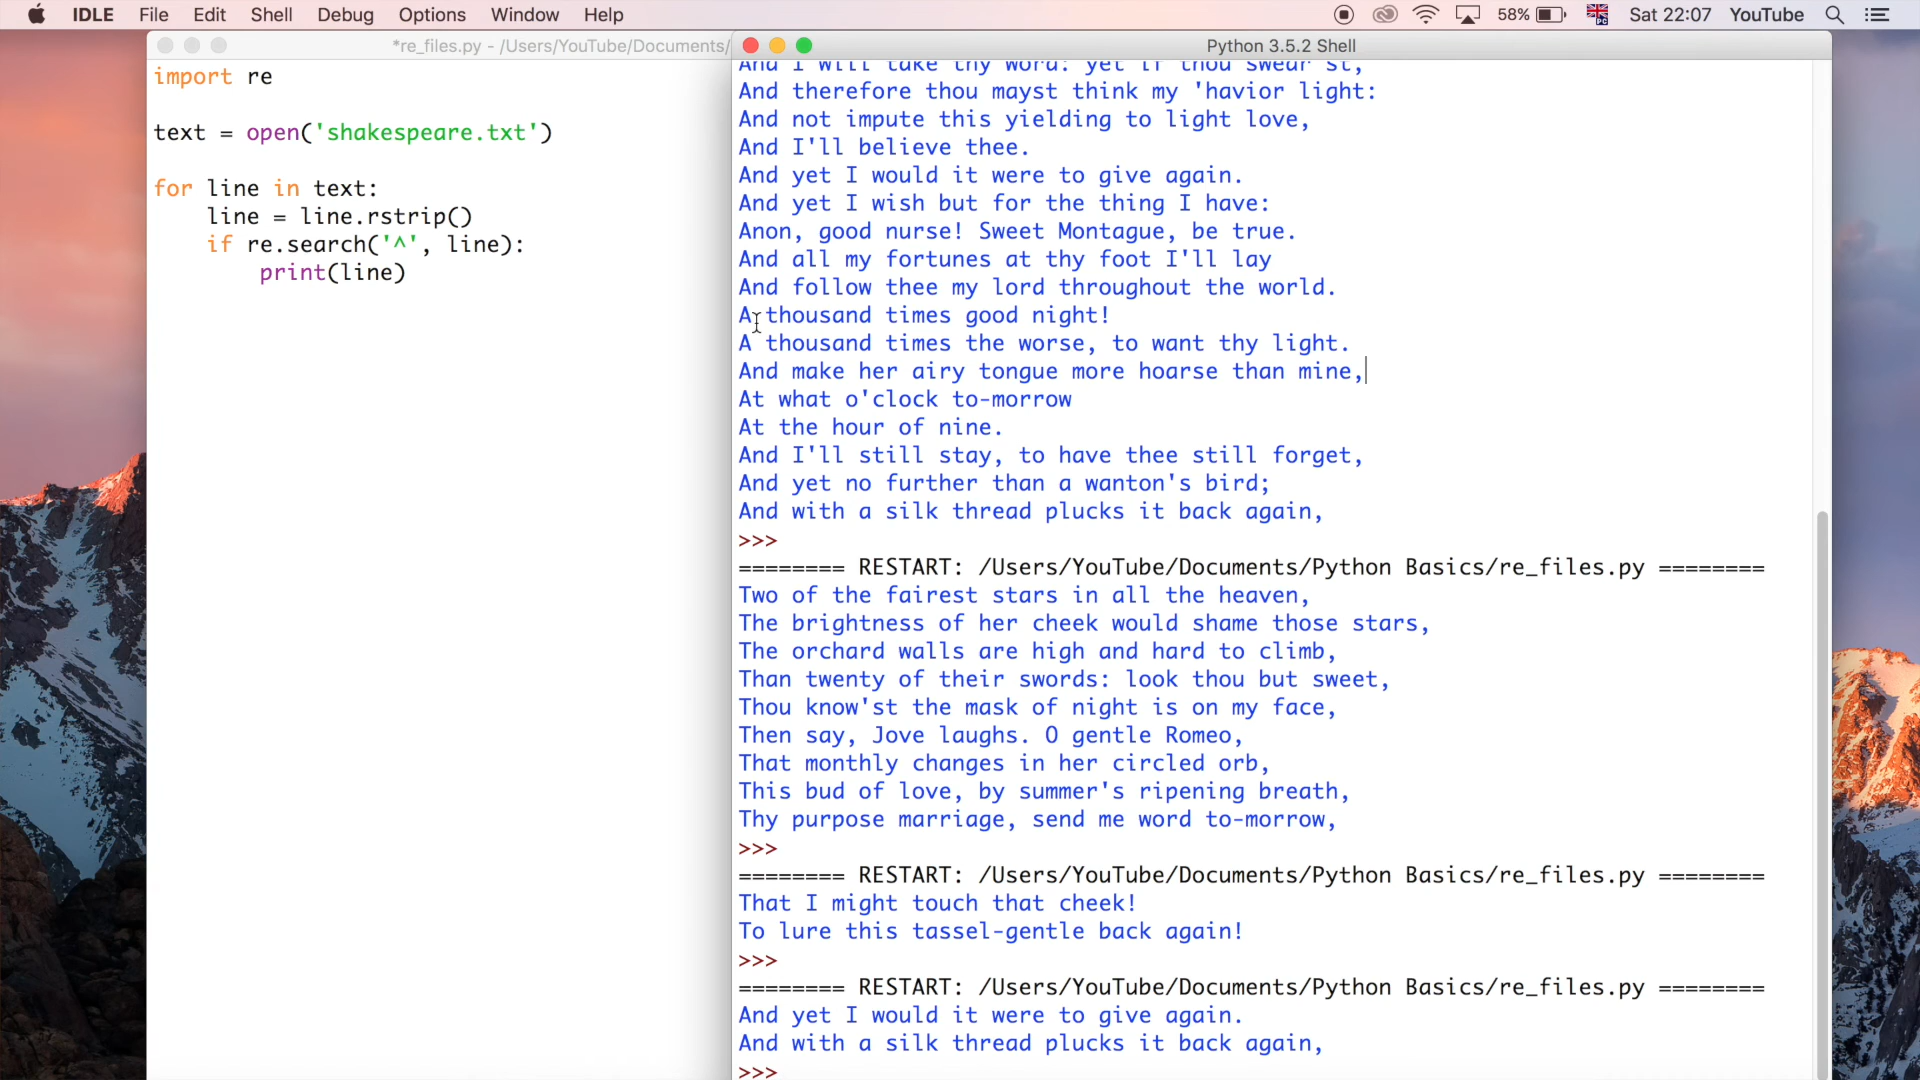 IDLE File Edit Shell Debug Options Window Help 58% Sat 22:07 YouTube
*re_files.py - /Users/YouTube/Documents/
import re
text = open('shakespeare.txt')
for line in text:
line = line.rstrip()
if re.search('^', line):
print(line)
Python 3.5.2 Shell
And I will take thy word: yet if thou swear'st,
And therefore thou mayst think my 'havior light:
And not impute this yielding to light love,
And I'll believe thee.
And yet I would it were to give again.
And yet I wish but for the thing I have:
Anon, good nurse! Sweet Montague, be true.
And all my fortunes at thy foot I'll lay
And follow thee my lord throughout the world.
A thousand times good night!
A thousand times the worse, to want thy light.
And make her airy tongue more hoarse than mine,
At what o'clock to-morrow
At the hour of nine.
And I'll still stay, to have thee still forget,
And yet no further than a wanton's bird;
And with a silk thread plucks it back again,
>>>
======== RESTART: /Users/YouTube/Documents/Python Basics/re_files.py ========
Two of the fairest stars in all the heaven,
The brightness of her cheek would shame those stars,
The orchard walls are high and hard to climb,
Than twenty of their swords: look thou but sweet,
Thou know'st the mask of night is on my face,
Then say, Jove laughs. O gentle Romeo,
That monthly changes in her circled orb,
This bud of love, by summer's ripening breath,
Thy purpose marriage, send me word to-morrow,
>>>
======== RESTART: /Users/YouTube/Documents/Python Basics/re_files.py ========
That I might touch that cheek!
To lure this tassel-gentle back again!
>>>
======== RESTART: /Users/YouTube/Documents/Python Basics/re_files.py ========
And yet I would it were to give again.
And with a silk thread plucks it back again,
>>>